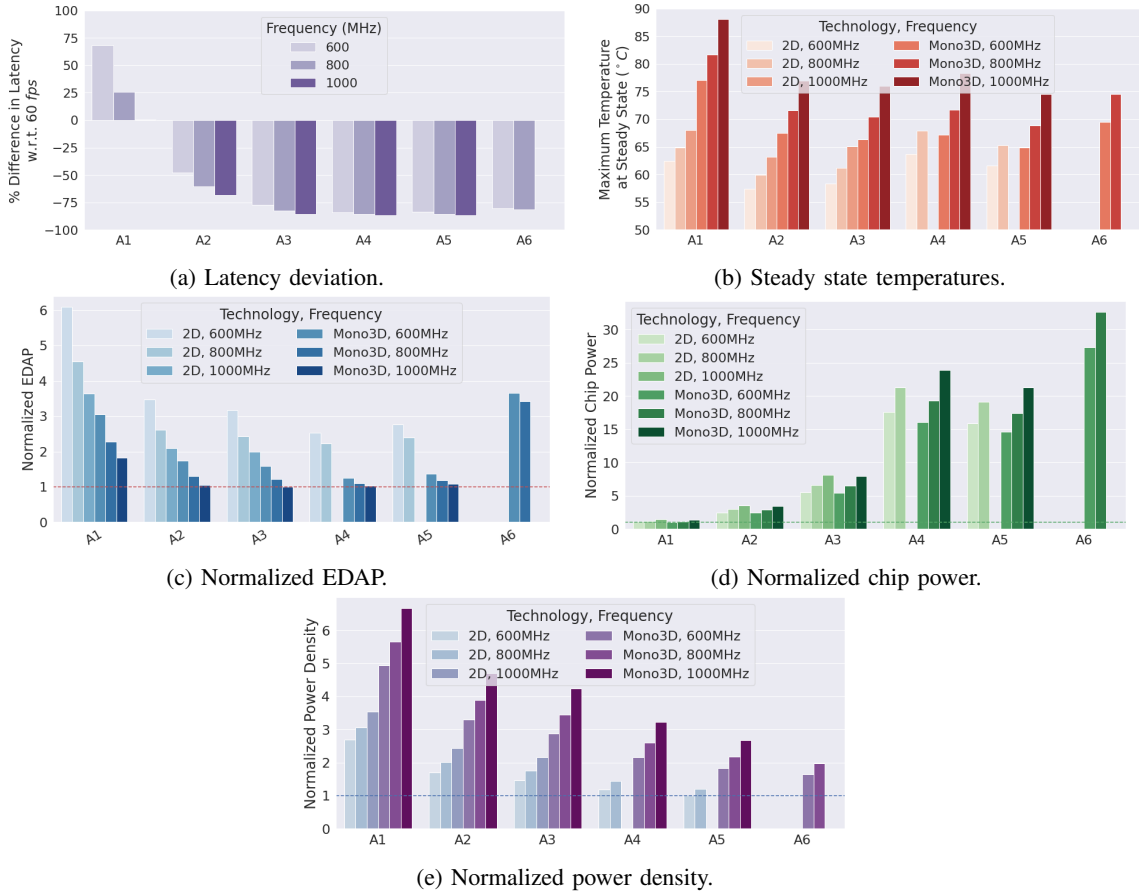 % Difference in Latency
w.r.t. 60 fps
100
75
50
25
0
−25
−50
−75
−100
Frequency (MHz)
600
800
1000
A1 A2 A3 A4 A5 A6
(a) Latency deviation.
Maximum Temperature
at Steady State (°C)
90
85
80
75
70
65
60
55
50
Technology, Frequency
2D, 600MHz Mono3D, 600MHz
2D, 800MHz Mono3D, 800MHz
2D, 1000MHz Mono3D, 1000MHz
A1 A2 A3 A4 A5 A6
(b) Steady state temperatures.
Normalized EDAP
6
5
4
3
2
1
0
Technology, Frequency
2D, 600MHz Mono3D, 600MHz
2D, 800MHz Mono3D, 800MHz
2D, 1000MHz Mono3D, 1000MHz
A1 A2 A3 A4 A5 A6
(c) Normalized EDAP.
Normalized Chip Power
30
25
20
15
10
5
0
Technology, Frequency
2D, 600MHz
2D, 800MHz
2D, 1000MHz
Mono3D, 600MHz
Mono3D, 800MHz
Mono3D, 1000MHz
A1 A2 A3 A4 A5 A6
(d) Normalized chip power.
Normalized Power Density
6
5
4
3
2
1
0
Technology, Frequency
2D, 600MHz Mono3D, 600MHz
2D, 800MHz Mono3D, 800MHz
2D, 1000MHz Mono3D, 1000MHz
A1 A2 A3 A4 A5 A6
(e) Normalized power density.